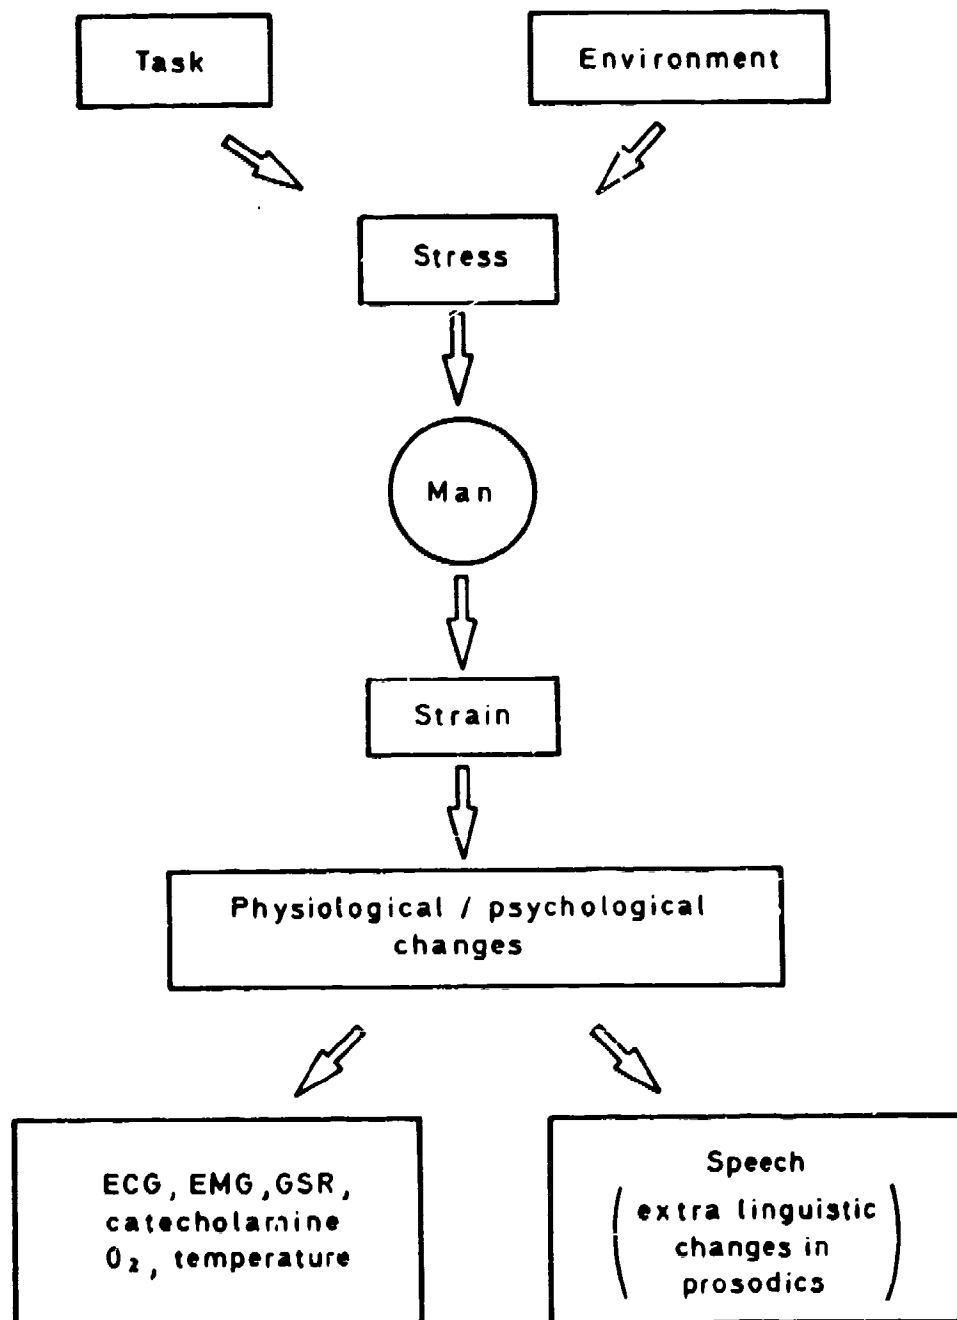 Task
Environment
Stress
Man
Strain
Physiological / psychological
changes
ECG, EMG, GSR,
catecholamine
O₂, temperature
Speech
extra linguistic
changes in
prosodics